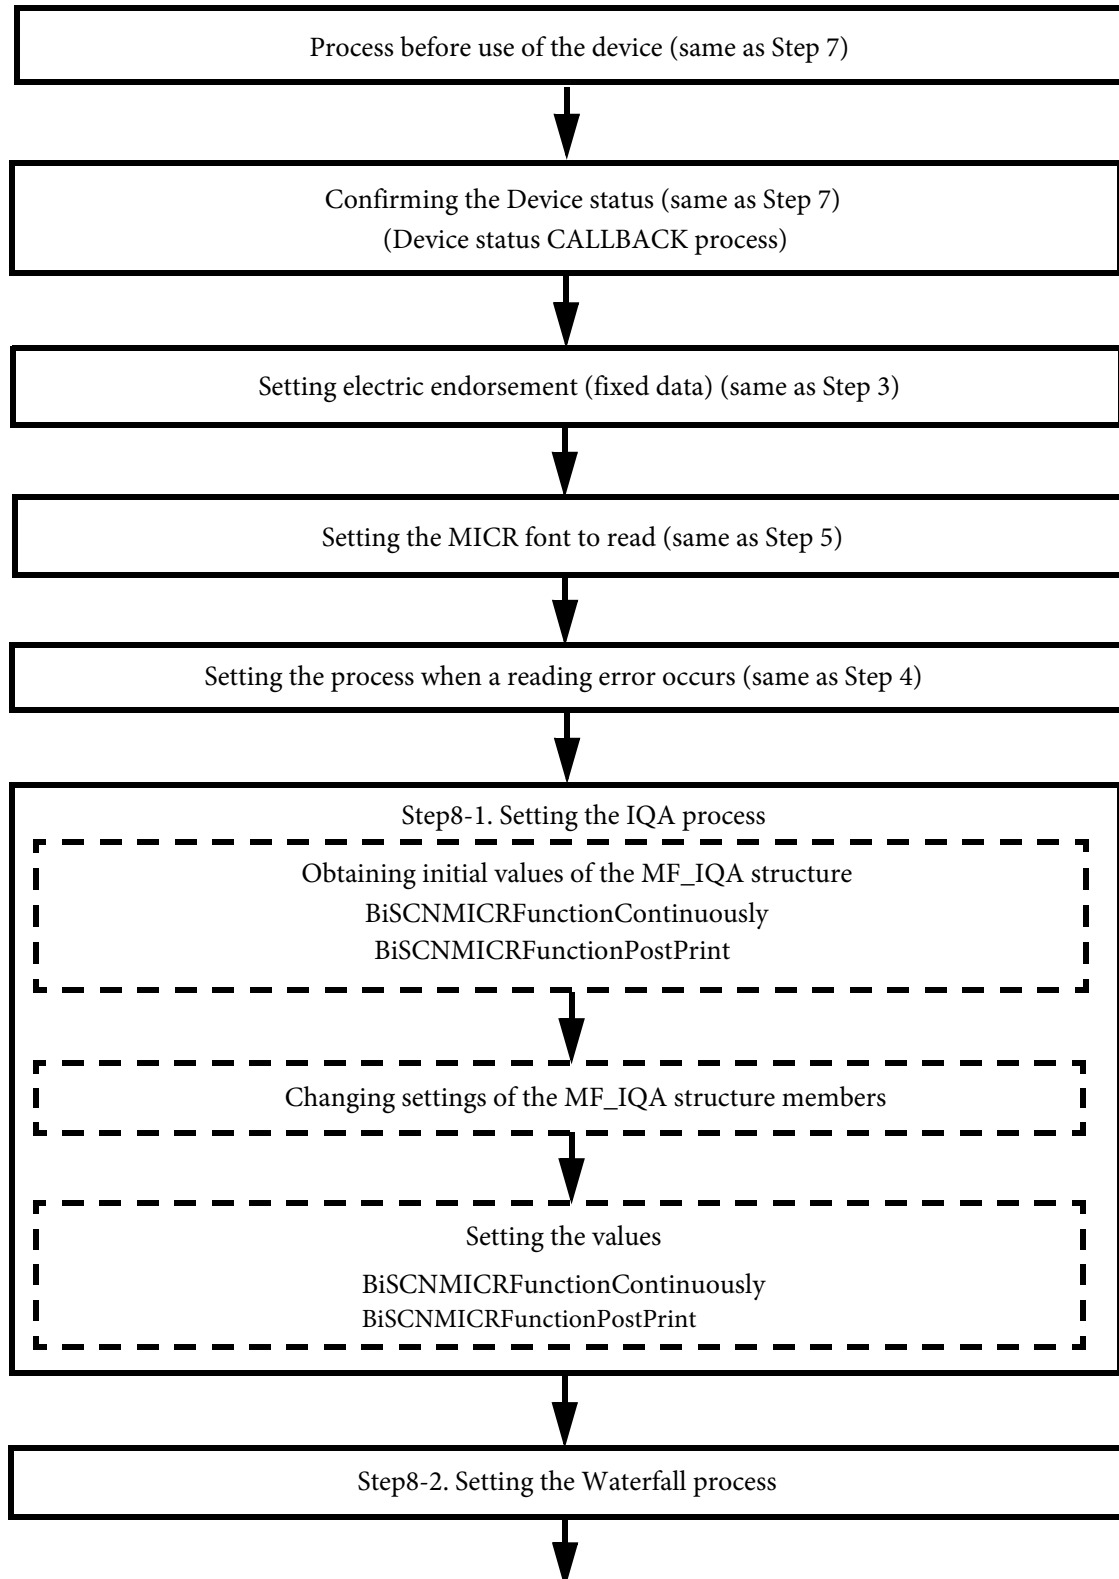 Process before use of the device (same as Step 7)
Confirming the Device status (same as Step 7)
(Device status CALLBACK process)
Setting electric endorsement (fixed data) (same as Step 3)
Setting the MICR font to read (same as Step 5)
Setting the process when a reading error occurs (same as Step 4)
Step8-1. Setting the IQA process
Obtaining initial values of the MF_IQA structure
BiSCNMICRFunctionContinuously
BiSCNMICRFunctionPostPrint
Changing settings of the MF_IQA structure members
Setting the values
BiSCNMICRFunctionContinuously
BiSCNMICRFunctionPostPrint
Step8-2. Setting the Waterfall process